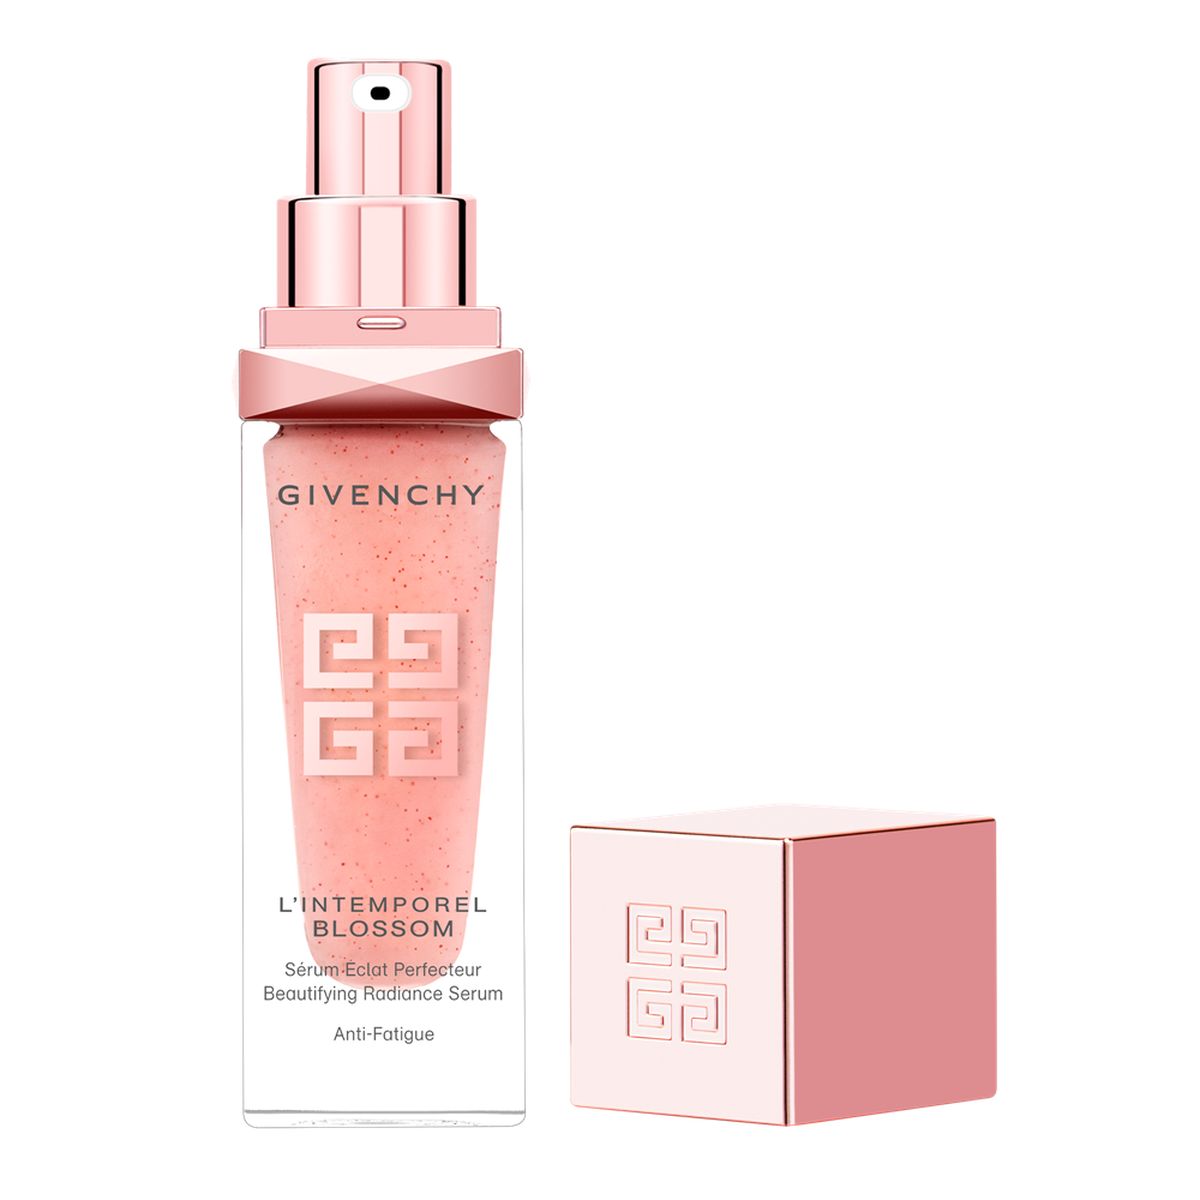 GIVENCHY
L'INTEMPOREL
BLOSSOM
Sérum Éclat Perfecteur
Beautifying Radiance Serum
Anti-Fatigue